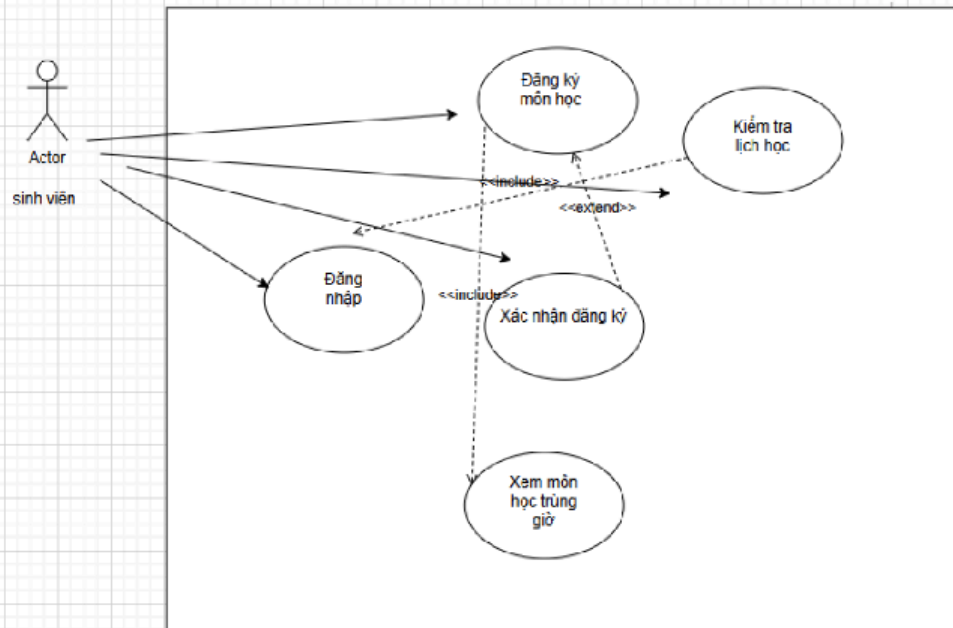 Đăng ký
môn học
Kiểm tra
lịch học
Actor
sinh viên
<<include>>
<<extend>>
Đăng
nhập
<<include>>
Xác nhận đăng ký
Xem môn
học trùng
giờ